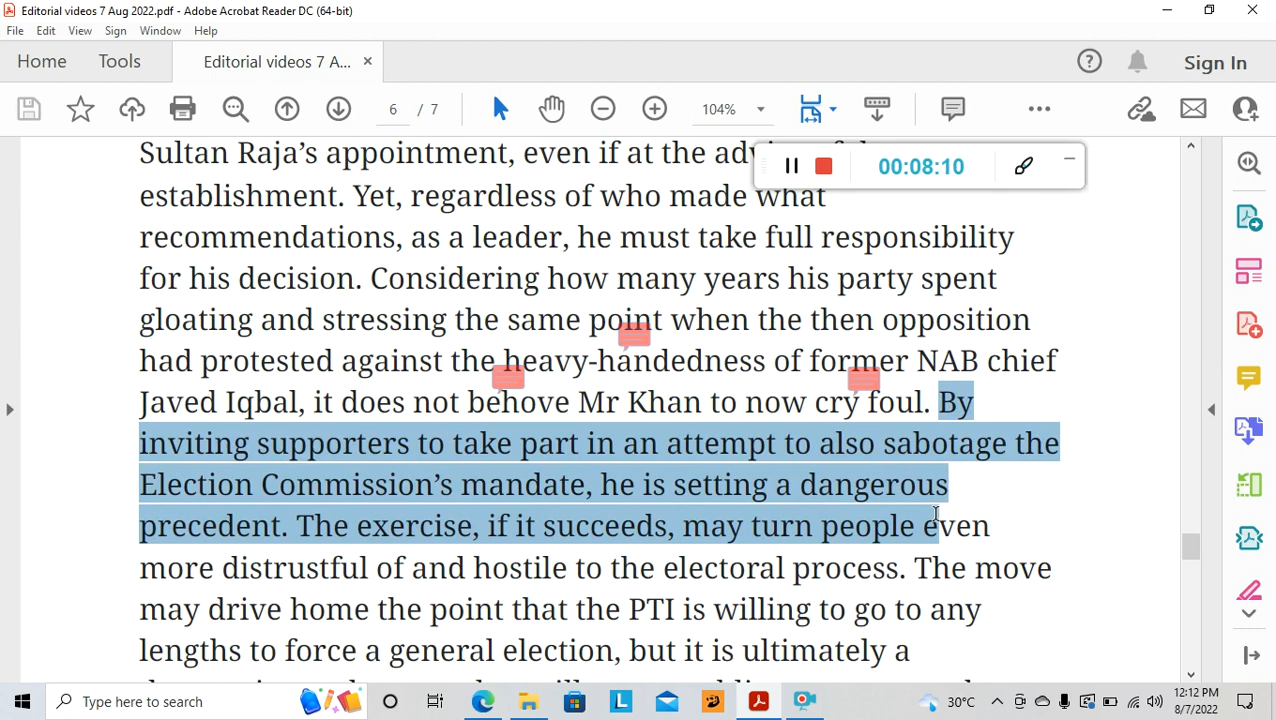 Editorial videos 7 Aug 2022.pdf - Adobe Acrobat Reader DC (64-bit)
File Edit View Sign Window Help
Home Tools Editorial videos 7 A... × Sign In
6 / 7 104%
00:08:10
Sultan Raja's appointment, even if at the
establishment. Yet, regardless of who made what
recommendations, as a leader, he must take full responsibility
for his decision. Considering how many years his party spent
gloating and stressing the same point when the then opposition
had protested against the heavy-handedness of former NAB chief
Javed Iqbal, it does not behove Mr Khan to now cry foul. By
inviting supporters to take part in an attempt to also sabotage the
Election Commission's mandate, he is setting a dangerous
precedent. The exercise, if it succeeds, may turn people even
more distrustful of and hostile to the electoral process. The move
may drive home the point that the PTI is willing to go to any
lengths to force a general election, but it is ultimately a
Type here to search
30°C
12:12 PM
8/7/2022